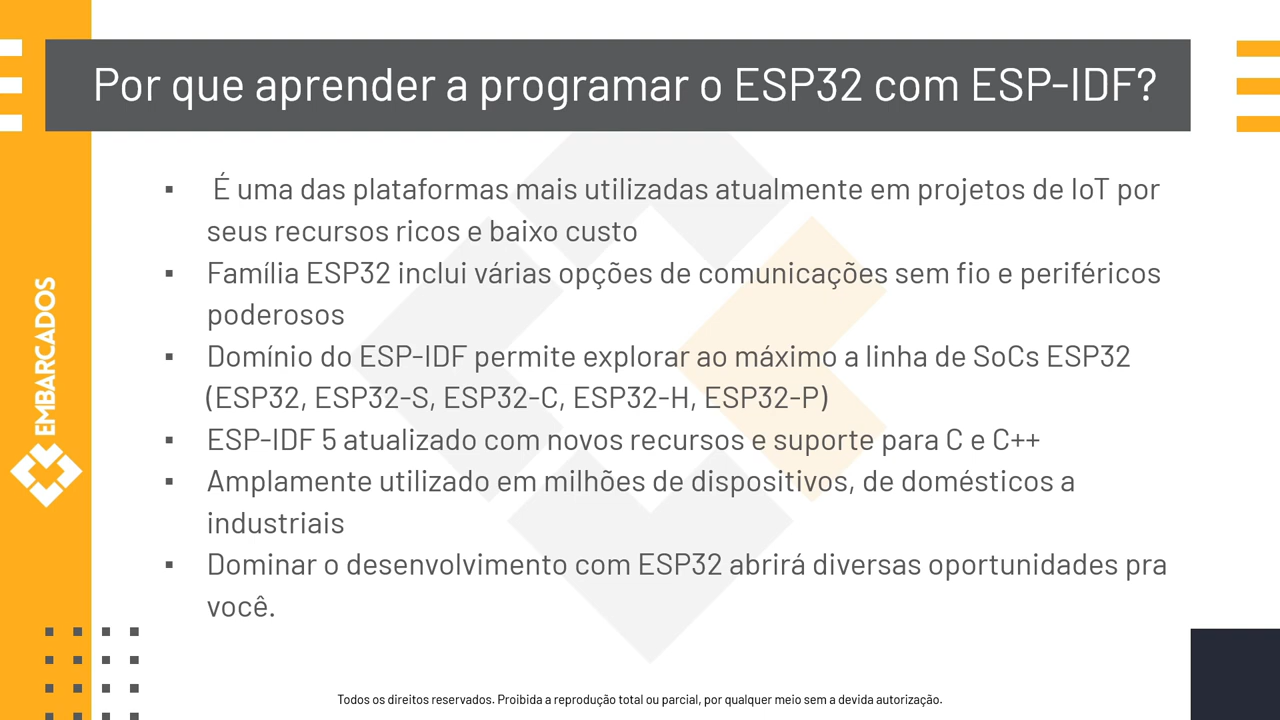 Por que aprender a programar o ESP32 com ESP-IDF?
▪ É uma das plataformas mais utilizadas atualmente em projetos de IoT por
seus recursos ricos e baixo custo
▪ Família ESP32 inclui várias opções de comunicações sem fio e periféricos
poderosos
▪ Domínio do ESP-IDF permite explorar ao máximo a linha de SoCs ESP32
(ESP32, ESP32-S, ESP32-C, ESP32-H, ESP32-P)
▪ ESP-IDF 5 atualizado com novos recursos e suporte para C e C++
▪ Amplamente utilizado em milhões de dispositivos, de domésticos a
industriais
▪ Dominar o desenvolvimento com ESP32 abrirá diversas oportunidades pra
você.
EMBARCADOS
Todos os direitos reservados. Proibida a reprodução total ou parcial, por qualquer meio sem a devida autorização.